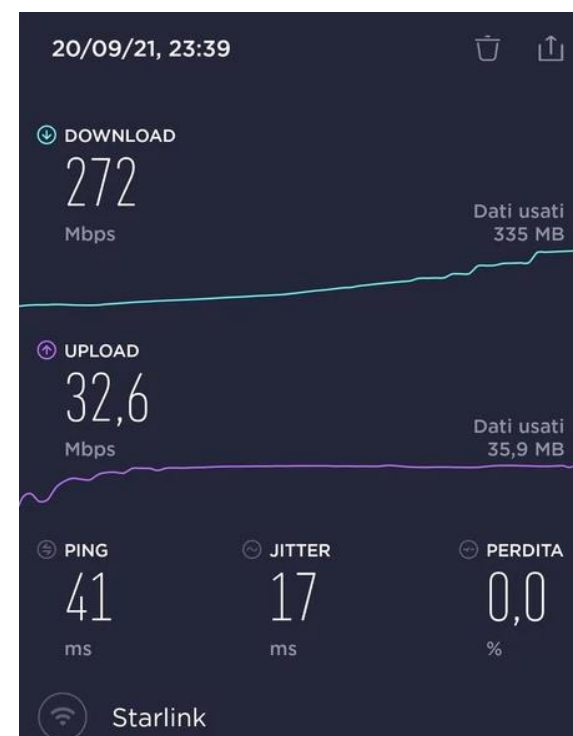 20/09/21, 23:39
DOWNLOAD
272
Mbps
Dati usati
335 MB
UPLOAD
32,6
Mbps
Dati usati
35,9 MB
PING
41
ms
JITTER
17
ms
PERDITA
0,0
%
Starlink